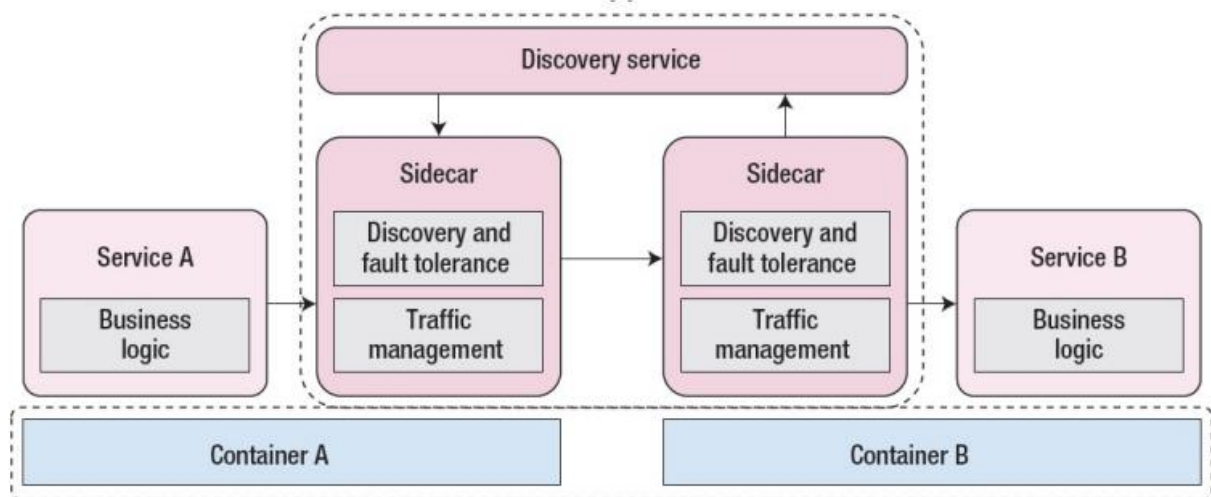 Discovery service
Sidecar
Discovery and
fault tolerance
Traffic
management
Sidecar
Discovery and
fault tolerance
Traffic
management
Service A
Business
logic
Service B
Business
logic
Container A
Container B